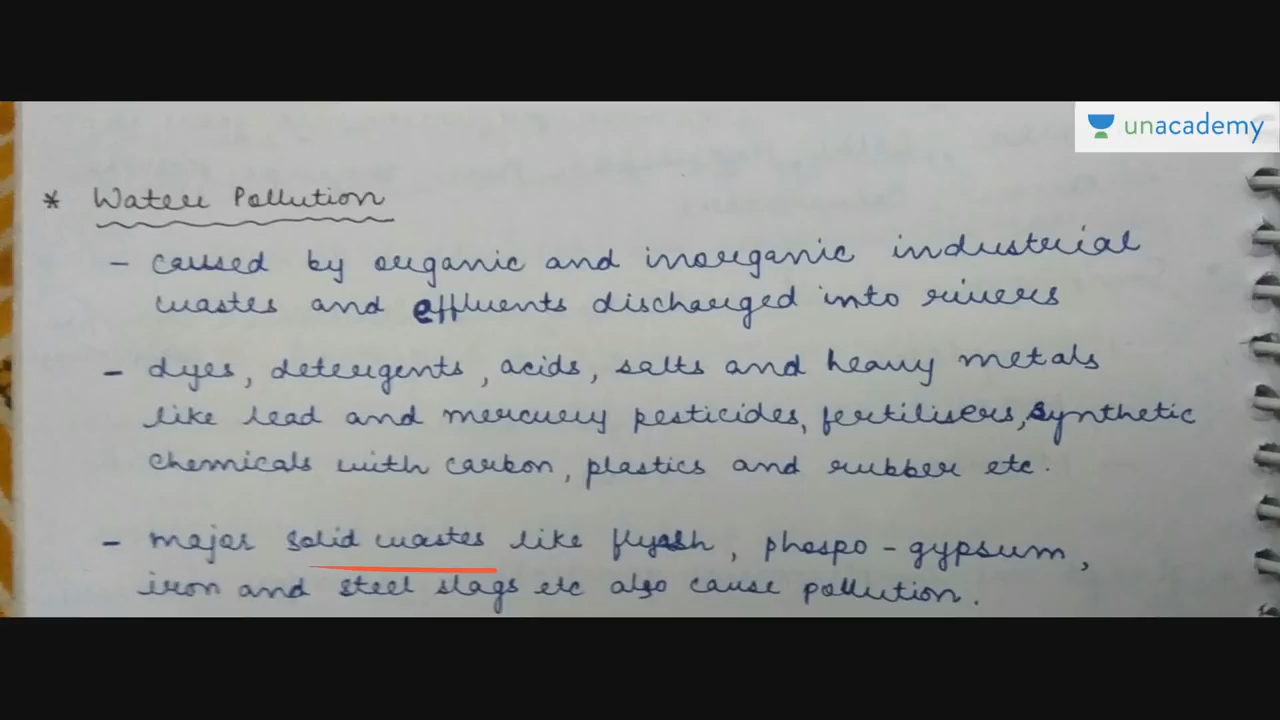 unacademy
* Water Pollution
- caused by organic and inorganic industrial
wastes and effluents discharged into rivers
- dyes, detergents, acids, salts and heavy metals
like lead and mercury pesticides, fertilisers, synthetic
chemicals with carbon, plastics and rubber etc.
- major solid wastes like flyash, phospo-gypsum,
iron and steel slags etc also cause pollution.